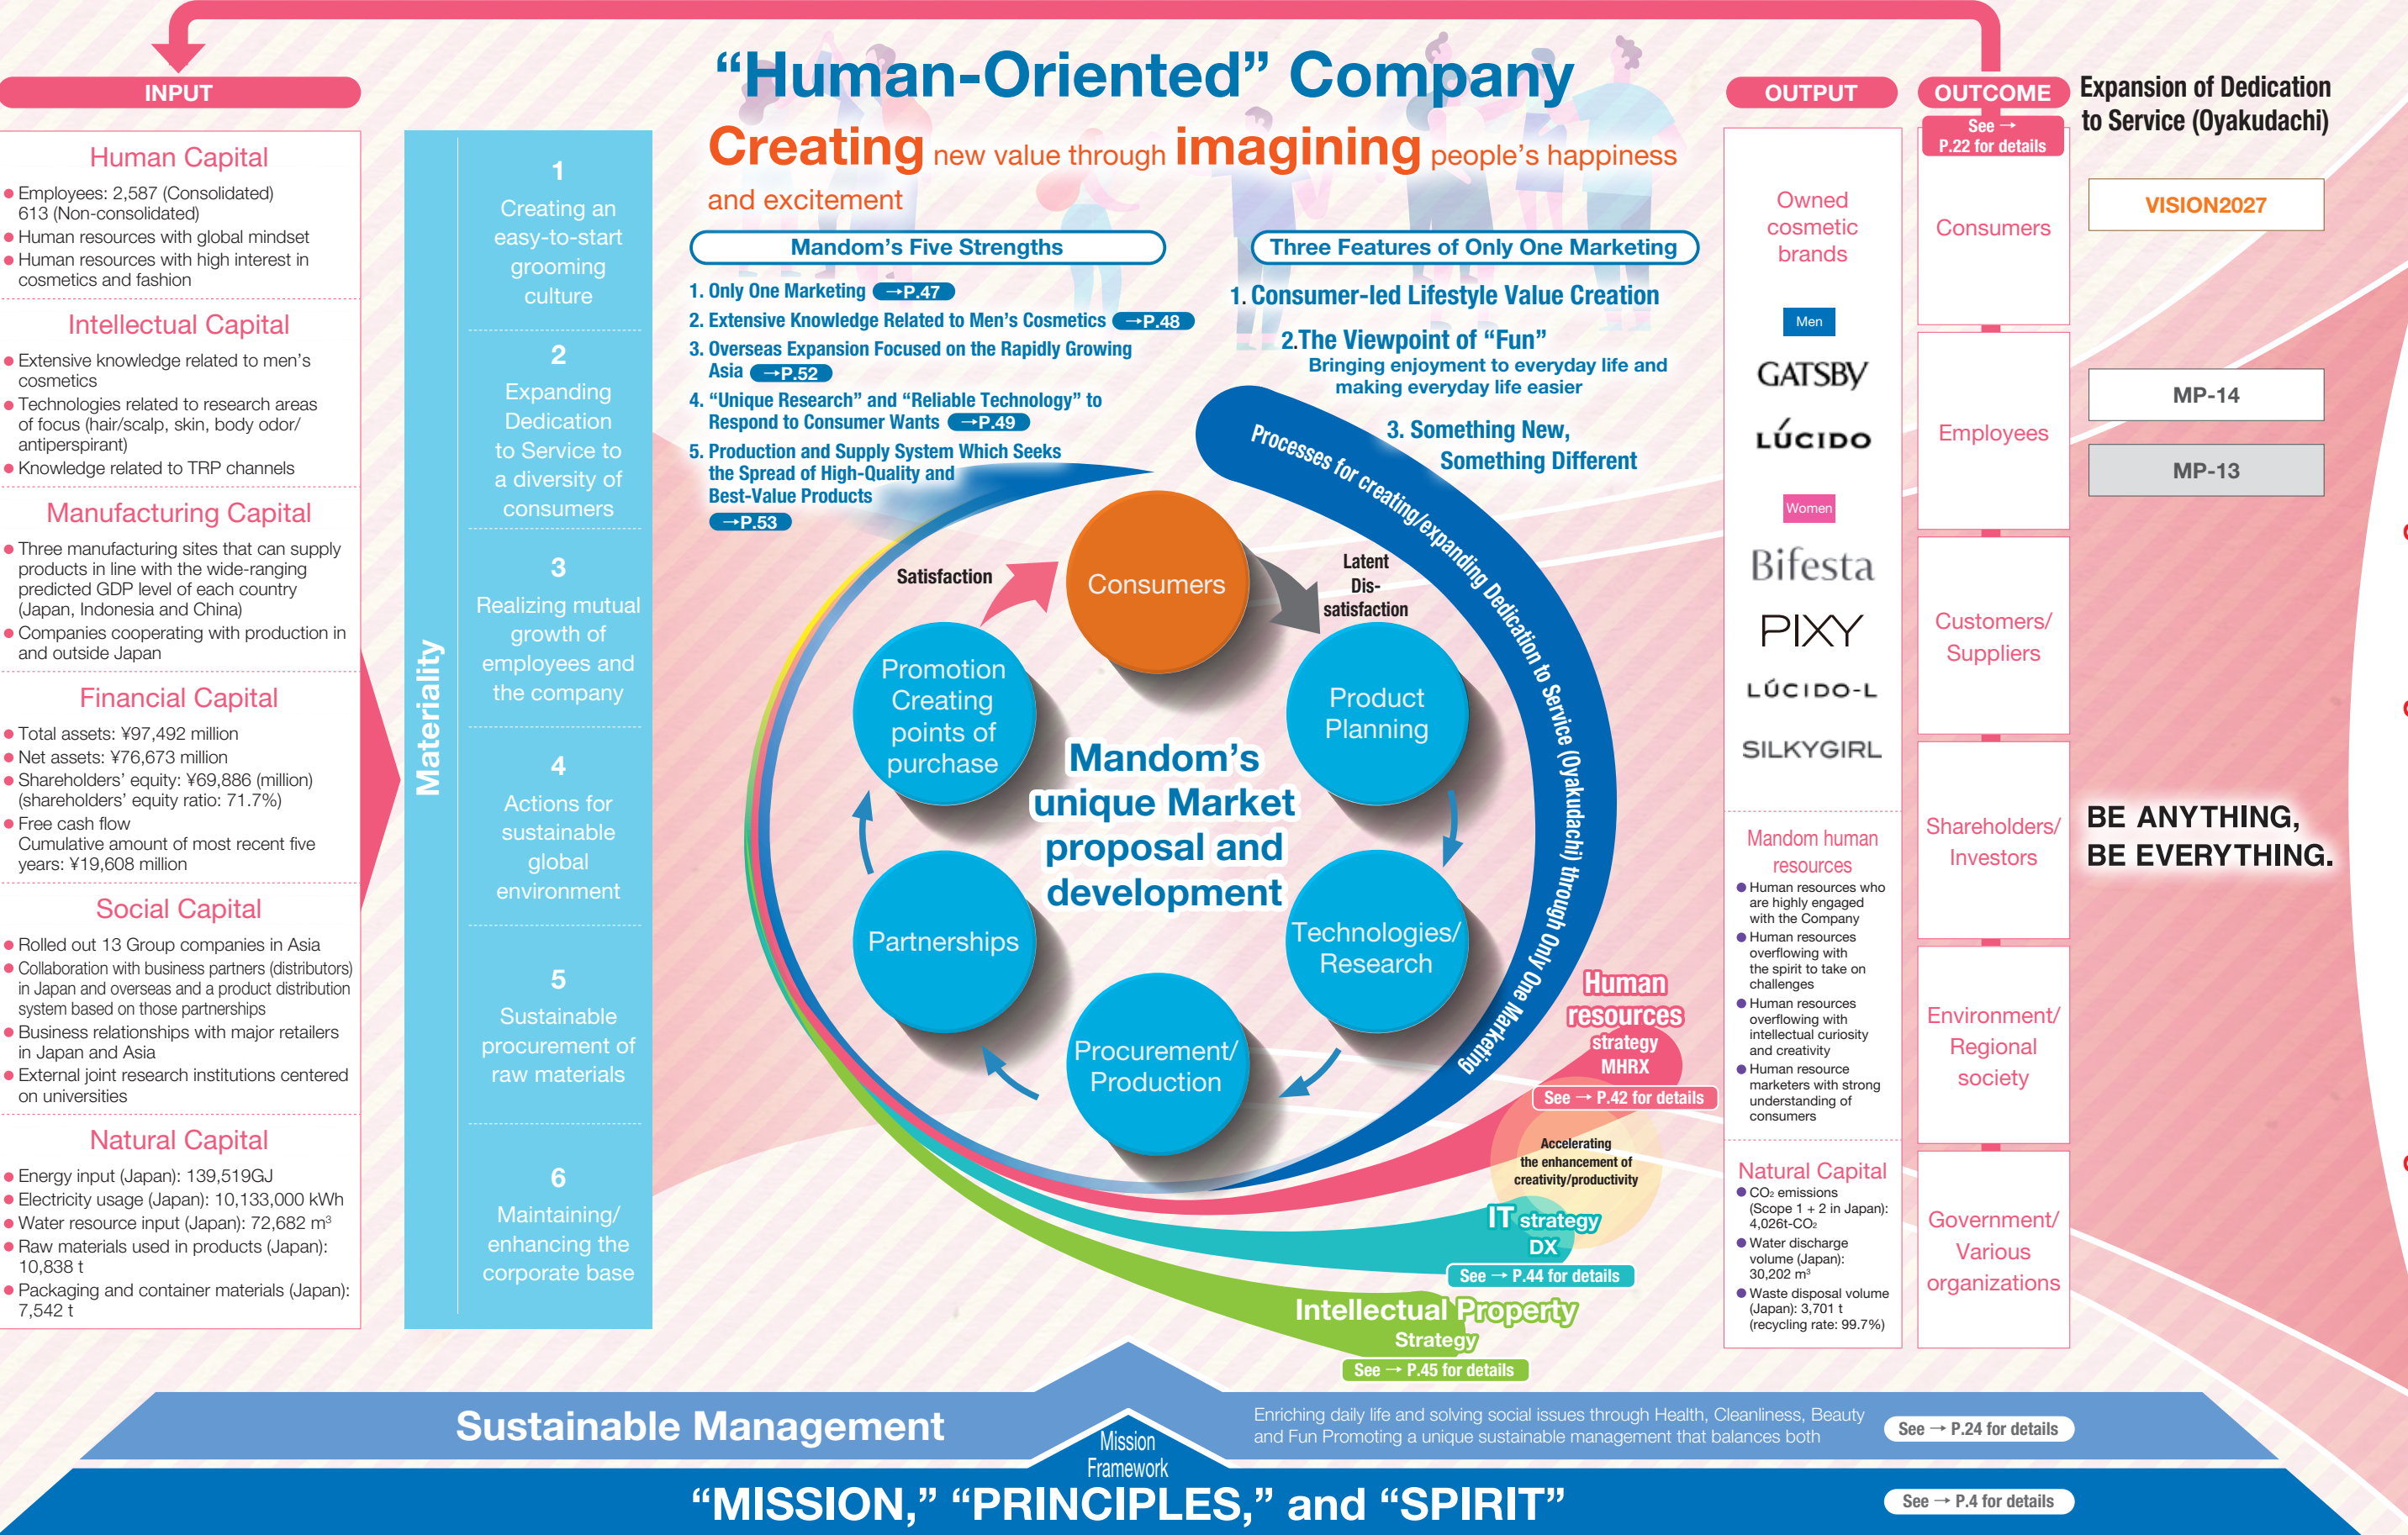 INPUT
Human Capital
● Employees: 2,587 (Consolidated)
613 (Non-consolidated)
● Human resources with global mindset
● Human resources with high interest in
cosmetics and fashion
Intellectual Capital
● Extensive knowledge related to men's
cosmetics
● Technologies related to research areas
of focus (hair/scalp, skin, body odor/
antiperspirant)
● Knowledge related to TRP channels
Manufacturing Capital
● Three manufacturing sites that can supply
products in line with the wide-ranging
predicted GDP level of each country
(Japan, Indonesia and China)
● Companies cooperating with production in
and outside Japan
Financial Capital
● Total assets: ¥97,492 million
● Net assets: ¥76,673 million
● Shareholders' equity: ¥69,886 (million)
(shareholders' equity ratio: 71.7%)
● Free cash flow
Cumulative amount of most recent five
years: ¥19,608 million
Social Capital
● Rolled out 13 Group companies in Asia
● Collaboration with business partners (distributors)
in Japan and overseas and a product distribution
system based on those partnerships
● Business relationships with major retailers
in Japan and Asia
● External joint research institutions centered
on universities
Natural Capital
● Energy input (Japan): 139,519GJ
● Electricity usage (Japan): 10,133,000 kWh
● Water resource input (Japan): 72,682 m³
● Raw materials used in products (Japan):
10,838 t
● Packaging and container materials (Japan):
7,542 t
Materiality
1
Creating an
easy-to-start
grooming
culture
2
Expanding
Dedication
to Service to
a diversity of
consumers
3
Realizing mutual
growth of
employees and
the company
4
Actions for
sustainable
global
environment
5
Sustainable
procurement of
raw materials
6
Maintaining/
enhancing the
corporate base
“Human-Oriented” Company
Creating new value through imagining people's happiness
and excitement
Mandom's Five Strengths
1. Only One Marketing →P.47
2. Extensive Knowledge Related to Men's Cosmetics →P.48
3. Overseas Expansion Focused on the Rapidly Growing
Asia →P.52
4. “Unique Research” and “Reliable Technology” to
Respond to Consumer Wants →P.49
5. Production and Supply System Which Seeks
the Spread of High-Quality and
Best-Value Products
→P.53
Three Features of Only One Marketing
1. Consumer-led Lifestyle Value Creation
2.The Viewpoint of “Fun”
Bringing enjoyment to everyday life and
making everyday life easier
3. Something New,
Something Different
Processes for creating/expanding Dedication to Service (Oyakudachi) through Only One Marketing
Satisfaction
Consumers
Latent
Dis-
satisfaction
Promotion
Creating
points of
purchase
Product
Planning
Mandom's
unique Market
proposal and
development
Partnerships
Technologies/
Research
Procurement/
Production
Human
resources
strategy
MHRX
See → P.42 for details
Accelerating
the enhancement of
creativity/productivity
IT strategy
DX
See → P.44 for details
Intellectual Property
Strategy
See → P.45 for details
OUTPUT
Owned
cosmetic
brands
Men
GATSBY
LÚCIDO
Women
Bifesta
PIXY
LÚCIDO-L
SILKYGIRL
Mandom human
resources
● Human resources who
are highly engaged
with the Company
● Human resources
overflowing with
the spirit to take on
challenges
● Human resources
overflowing with
intellectual curiosity
and creativity
● Human resource
marketers with strong
understanding of
consumers
Natural Capital
● CO₂ emissions
(Scope 1 + 2 in Japan):
4,026t-CO₂
● Water discharge
volume (Japan):
30,202 m³
● Waste disposal volume
(Japan): 3,701 t
(recycling rate: 99.7%)
OUTCOME
See →
P.22 for details
Consumers
Employees
Customers/
Suppliers
Shareholders/
Investors
Environment/
Regional
society
Government/
Various
organizations
Expansion of Dedication
to Service (Oyakudachi)
VISION2027
MP-14
MP-13
BE ANYTHING,
BE EVERYTHING.
Sustainable Management
Enriching daily life and solving social issues through Health, Cleanliness, Beauty
and Fun Promoting a unique sustainable management that balances both
See → P.24 for details
Mission
Framework
“MISSION,” “PRINCIPLES,” and “SPIRIT”
See → P.4 for details